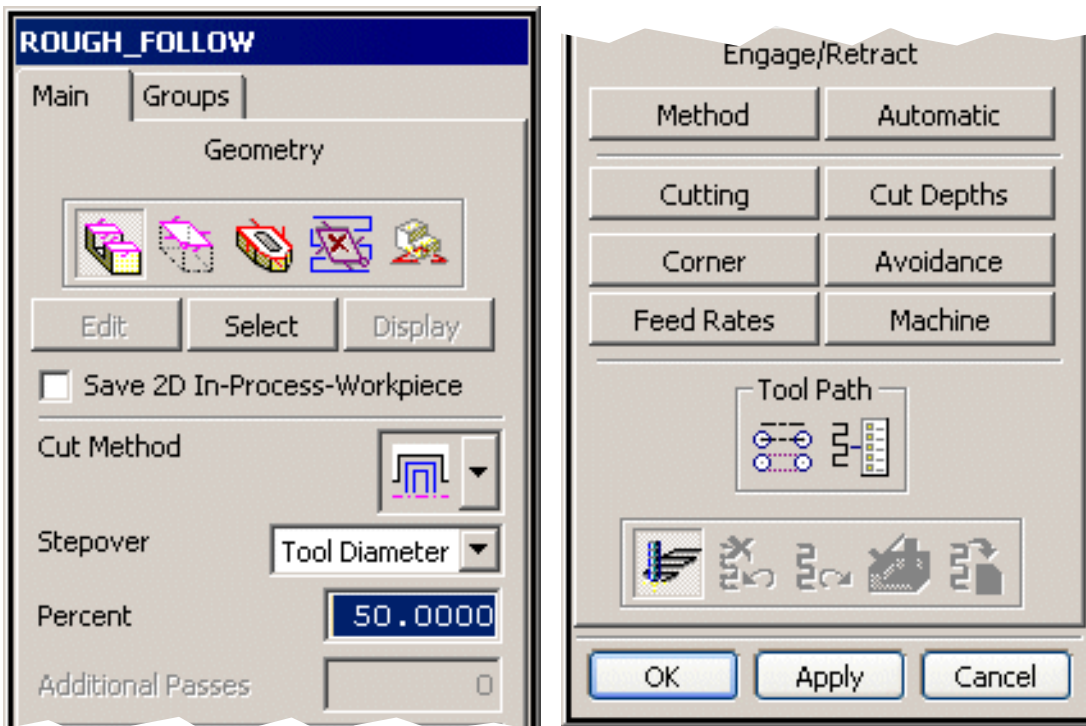 ROUGH_FOLLOW
Main Groups
Geometry
Edit Select Display
Save 2D In-Process-Workpiece
Cut Method
Stepover Tool Diameter
Percent 50.0000
Additional Passes 0
Engage/Retract
Method Automatic
Cutting Cut Depths
Corner Avoidance
Feed Rates Machine
Tool Path
OK Apply Cancel